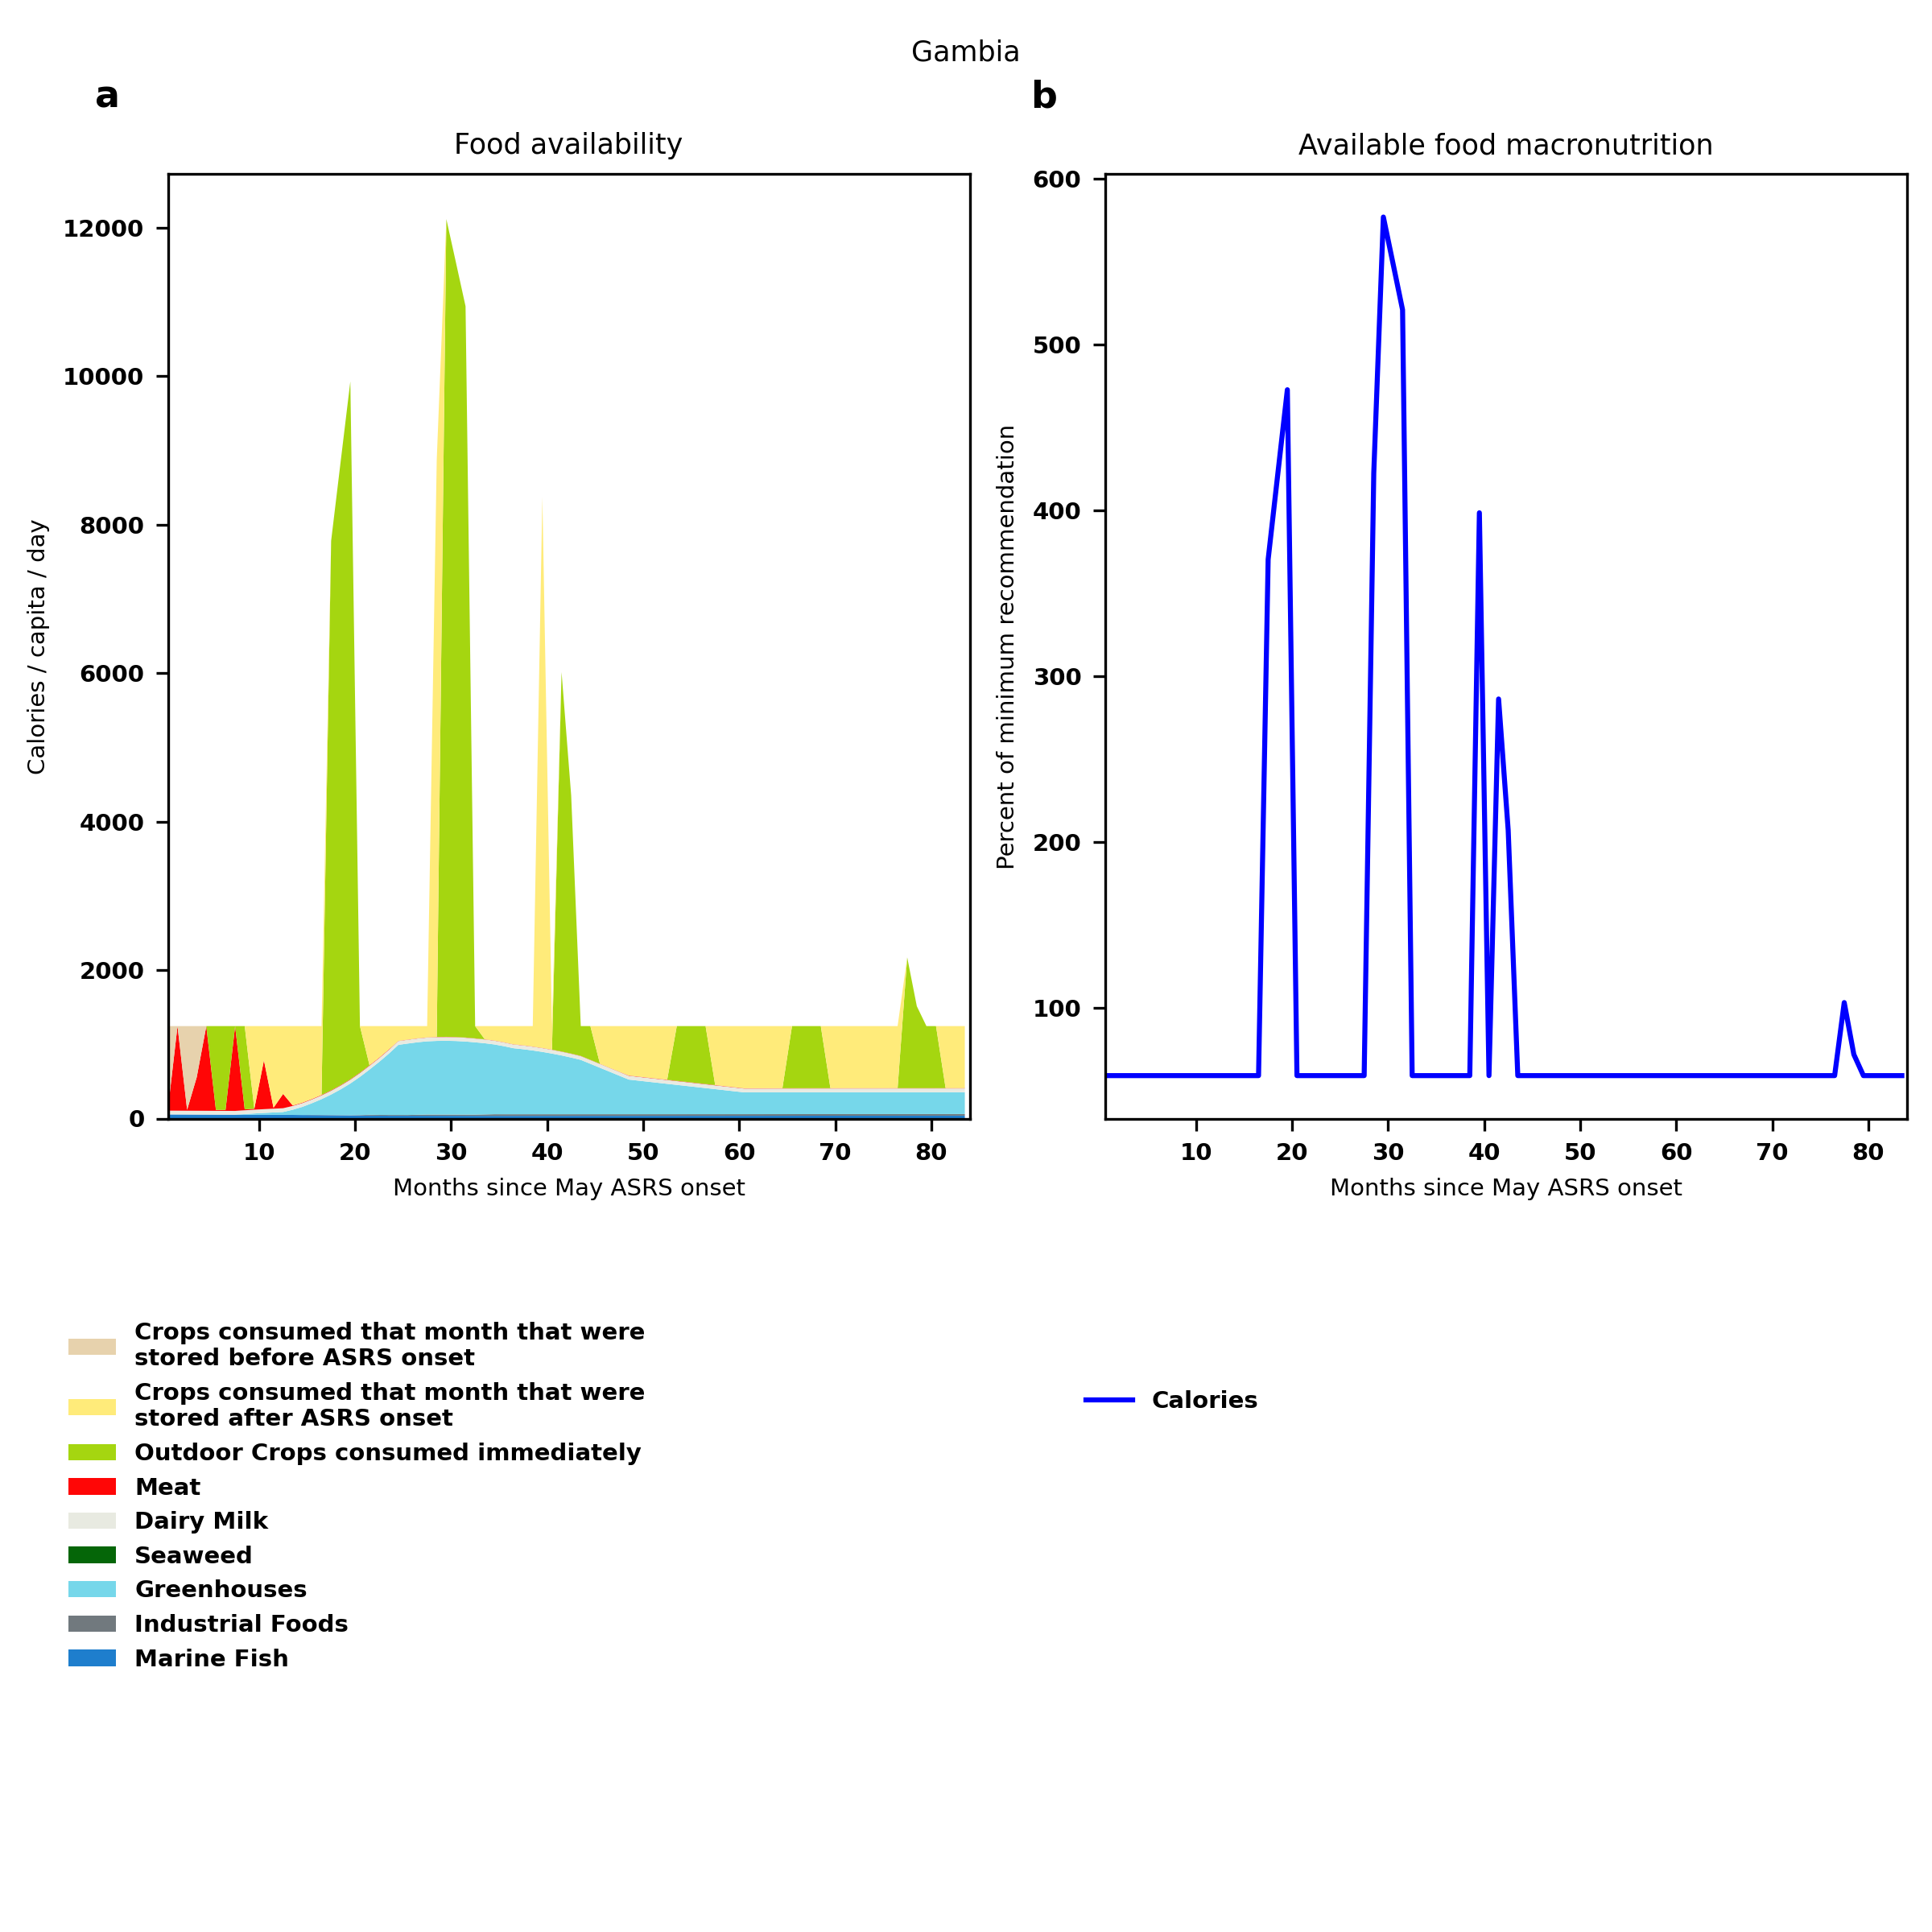 Gambia
a
Food availability
12000
10000
8000
6000
4000
2000
0
Calories / capita / day
10 20 30 40 50 60 70 80
Months since May ASRS onset
b
Available food macronutrition
600
500
400
300
200
100
Percent of minimum recommendation
10 20 30 40 50 60 70 80
Months since May ASRS onset
Crops consumed that month that were
stored before ASRS onset
Crops consumed that month that were
stored after ASRS onset
Outdoor Crops consumed immediately
Meat
Dairy Milk
Seaweed
Greenhouses
Industrial Foods
Marine Fish
Calories